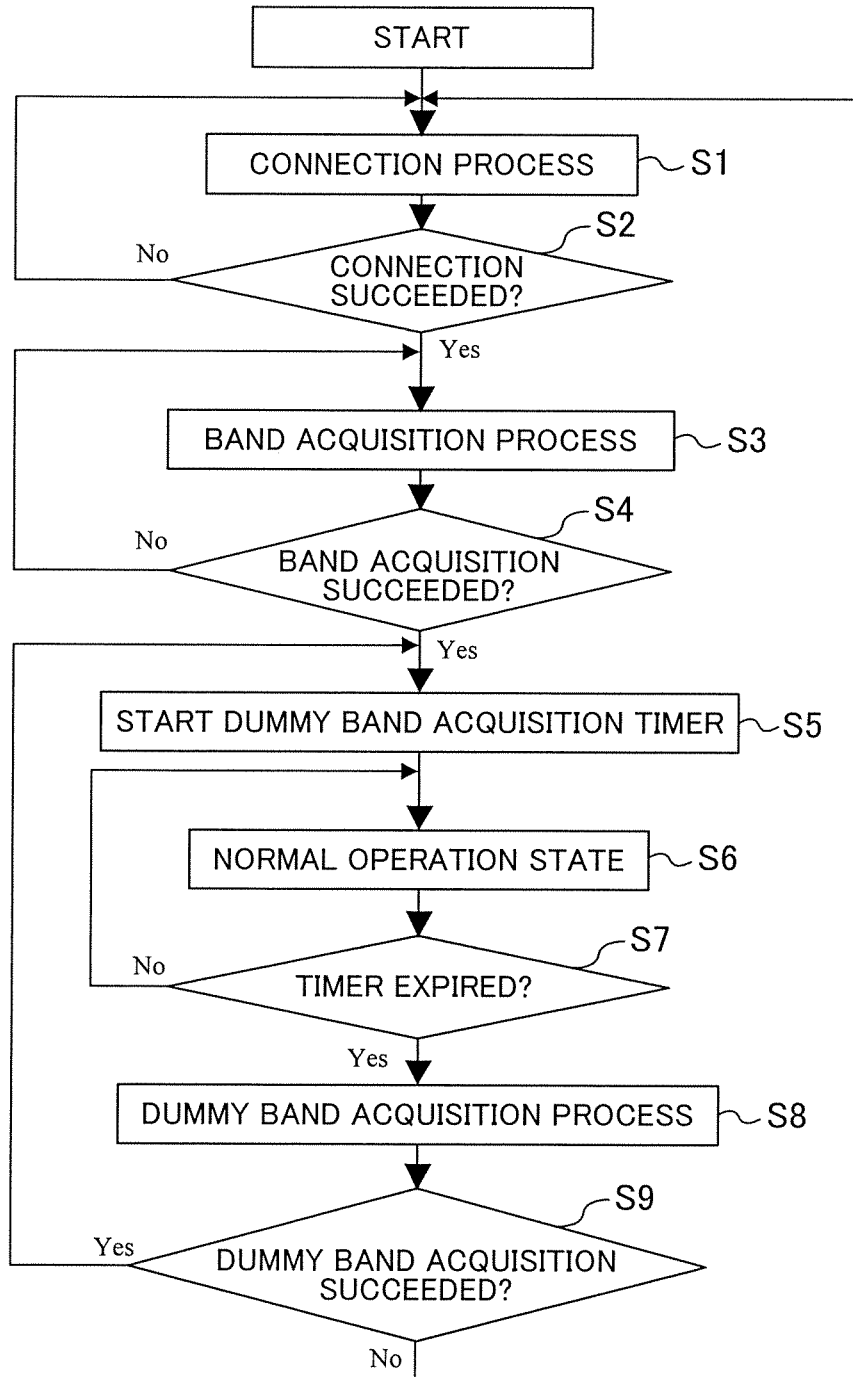 START
CONNECTION PROCESS
S1
S2
No
CONNECTION
SUCCEEDED?
Yes
BAND ACQUISITION PROCESS
S3
S4
No
BAND ACQUISITION
SUCCEEDED?
Yes
START DUMMY BAND ACQUISITION TIMER
S5
NORMAL OPERATION STATE
S6
S7
No
TIMER EXPIRED?
Yes
DUMMY BAND ACQUISITION PROCESS
S8
S9
Yes
DUMMY BAND ACQUISITION
SUCCEEDED?
No